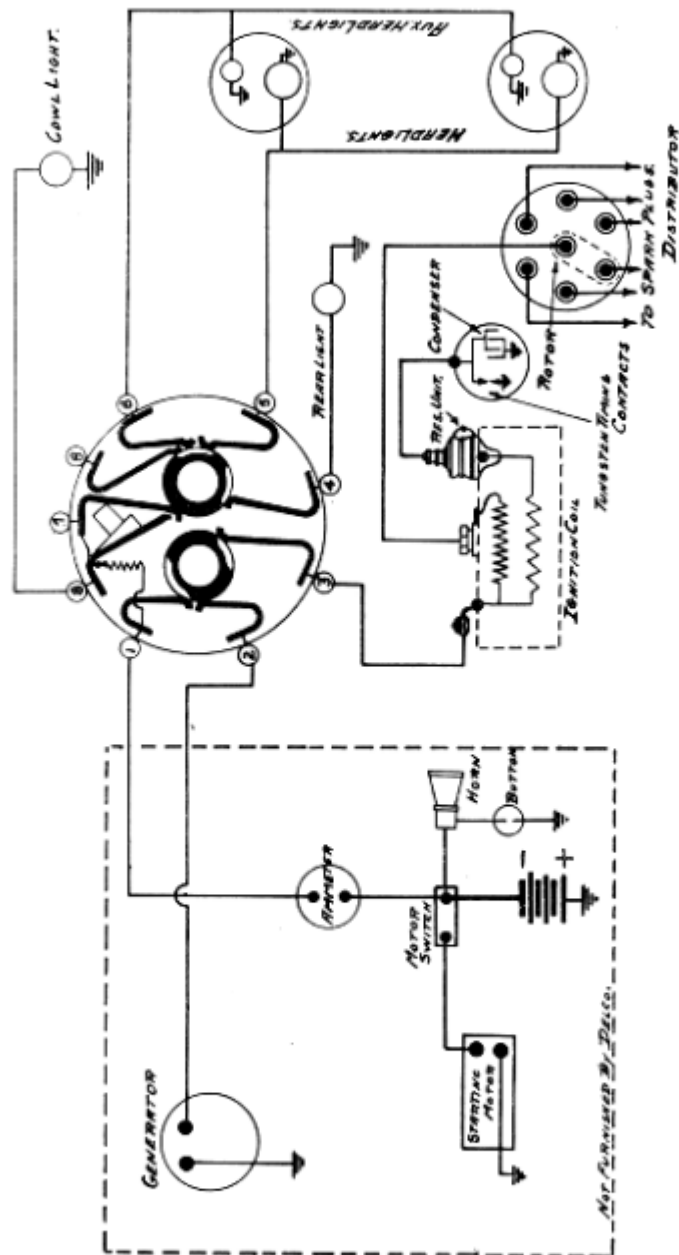 COWL LIGHT.
AUX. HEADLIGHTS.
HEADLIGHTS.
REAR LIGHT
CONDENSER
RES. UNIT.
ROTOR
TUNGSTEN TIMING
CONTACTS
TO SPARK PLUGS.
DISTRIBUTOR
IGNITION COIL
1
2
3
4
5
6
7
8
GENERATOR
AMMETER
MOTOR
SWITCH
HORN
BUTTON
-
+
STARTING
MOTOR
NOT FURNISHED BY DELCO.